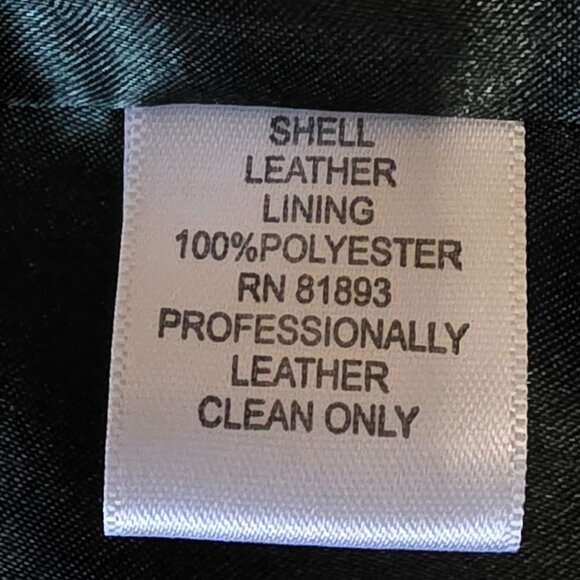 SHELL
LEATHER
LINING
100%POLYESTER
RN 81893
PROFESSIONALLY
LEATHER
CLEAN ONLY